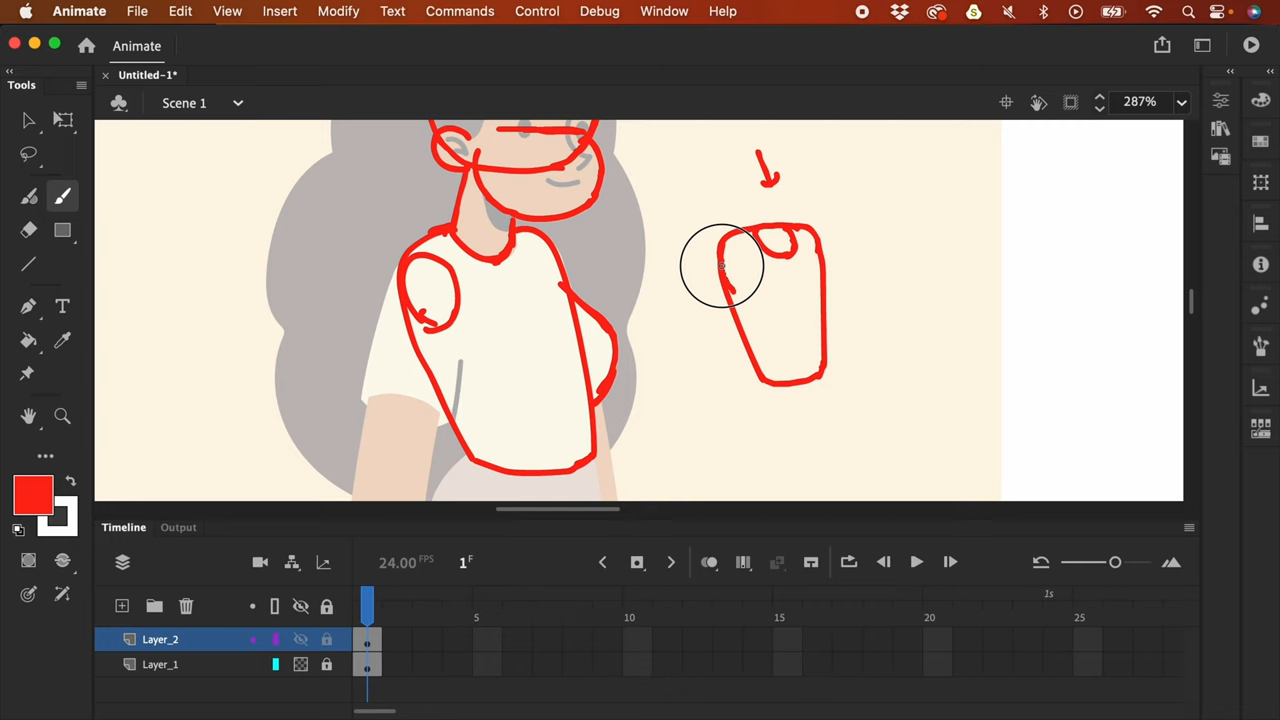 Animate File Edit View Insert Modify Text Commands Control Debug Window Help
Animate
Tools
Untitled-1*
Scene 1
287%
Timeline Output
24.00 FPS 1 F
1s
5 10 15 20 25
Layer_2
Layer_1